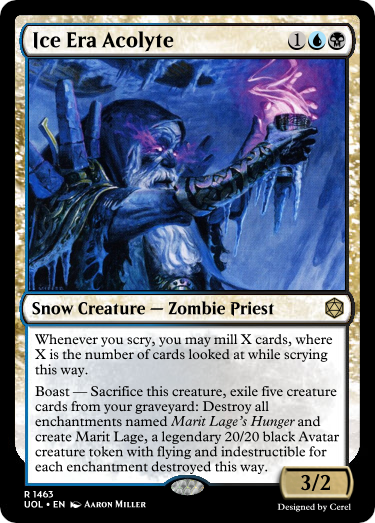 Ice Era Acolyte
1
Snow Creature — Zombie Priest
Whenever you scry, you may mill X cards, where
X is the number of cards looked at while scrying
this way.
Boast — Sacrifice this creature, exile five creature
cards from your graveyard: Destroy all
enchantments named Marit Lage's Hunger and
create Marit Lage, a legendary 20/20 black Avatar
creature token with flying and indestructible for
each enchantment destroyed this way.
3/2
R 1463
UOL • EN Aaron Miller
Designed by Cerel